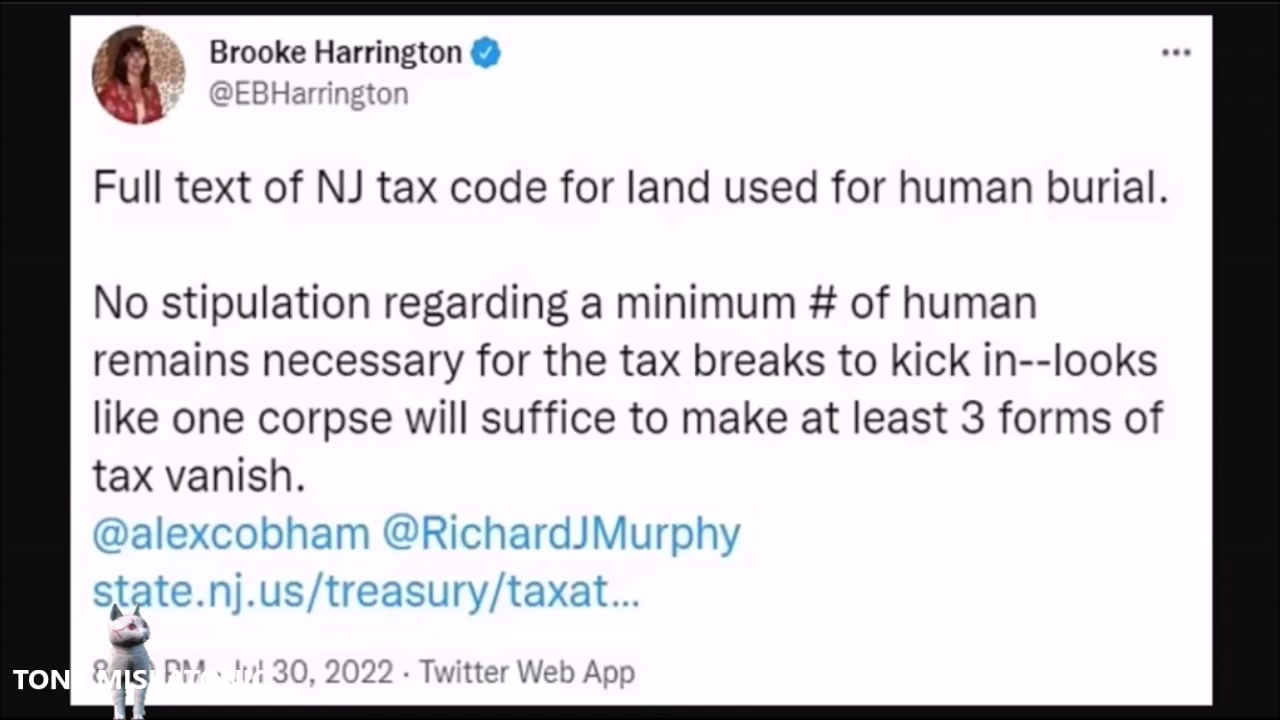 Brooke Harrington
@EBHarrington
Full text of NJ tax code for land used for human burial.
No stipulation regarding a minimum # of human
remains necessary for the tax breaks to kick in--looks
like one corpse will suffice to make at least 3 forms of
tax vanish.
@alexcobham @RichardJMurphy
state.nj.us/treasury/taxat...
PM 30, 2022 · Twitter Web App